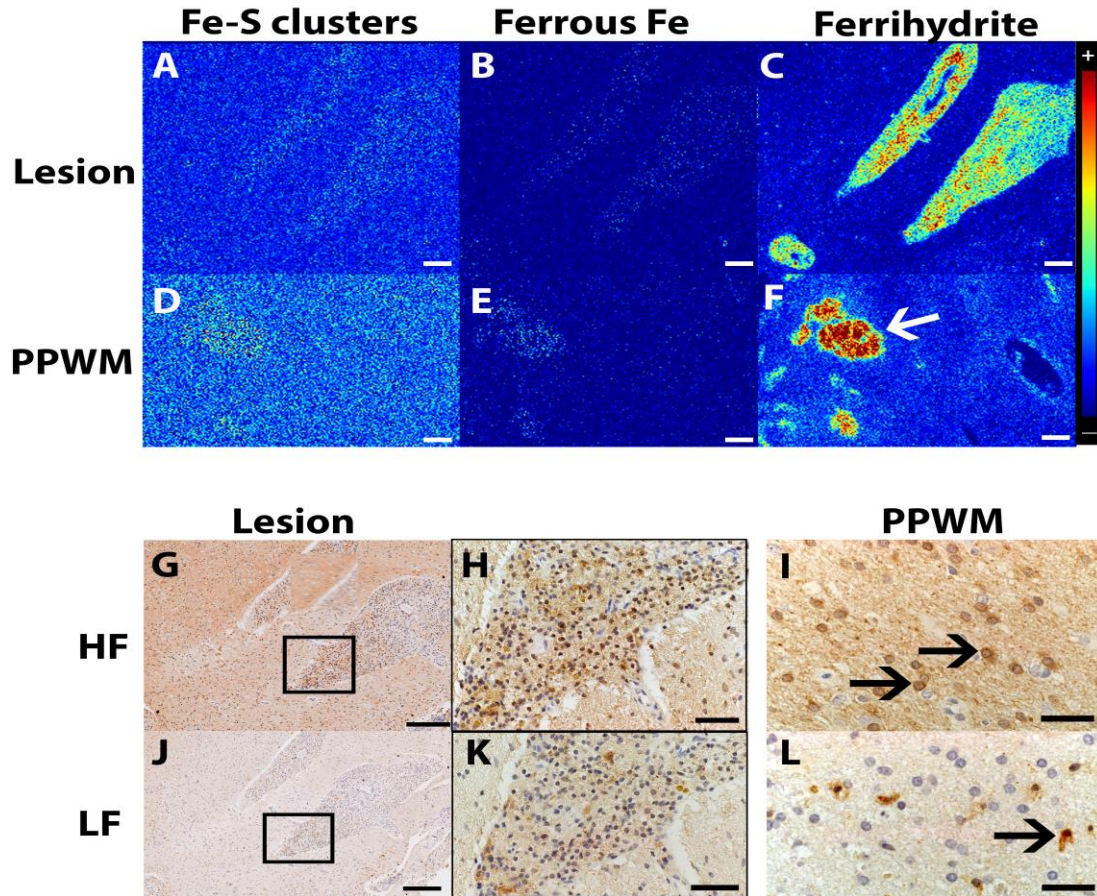 Fe-S clusters Ferrous Fe Ferrihydrite
A B C +
Lesion
D E F
PPWM
−
Lesion PPWM
G H I
HF
J K L
LF